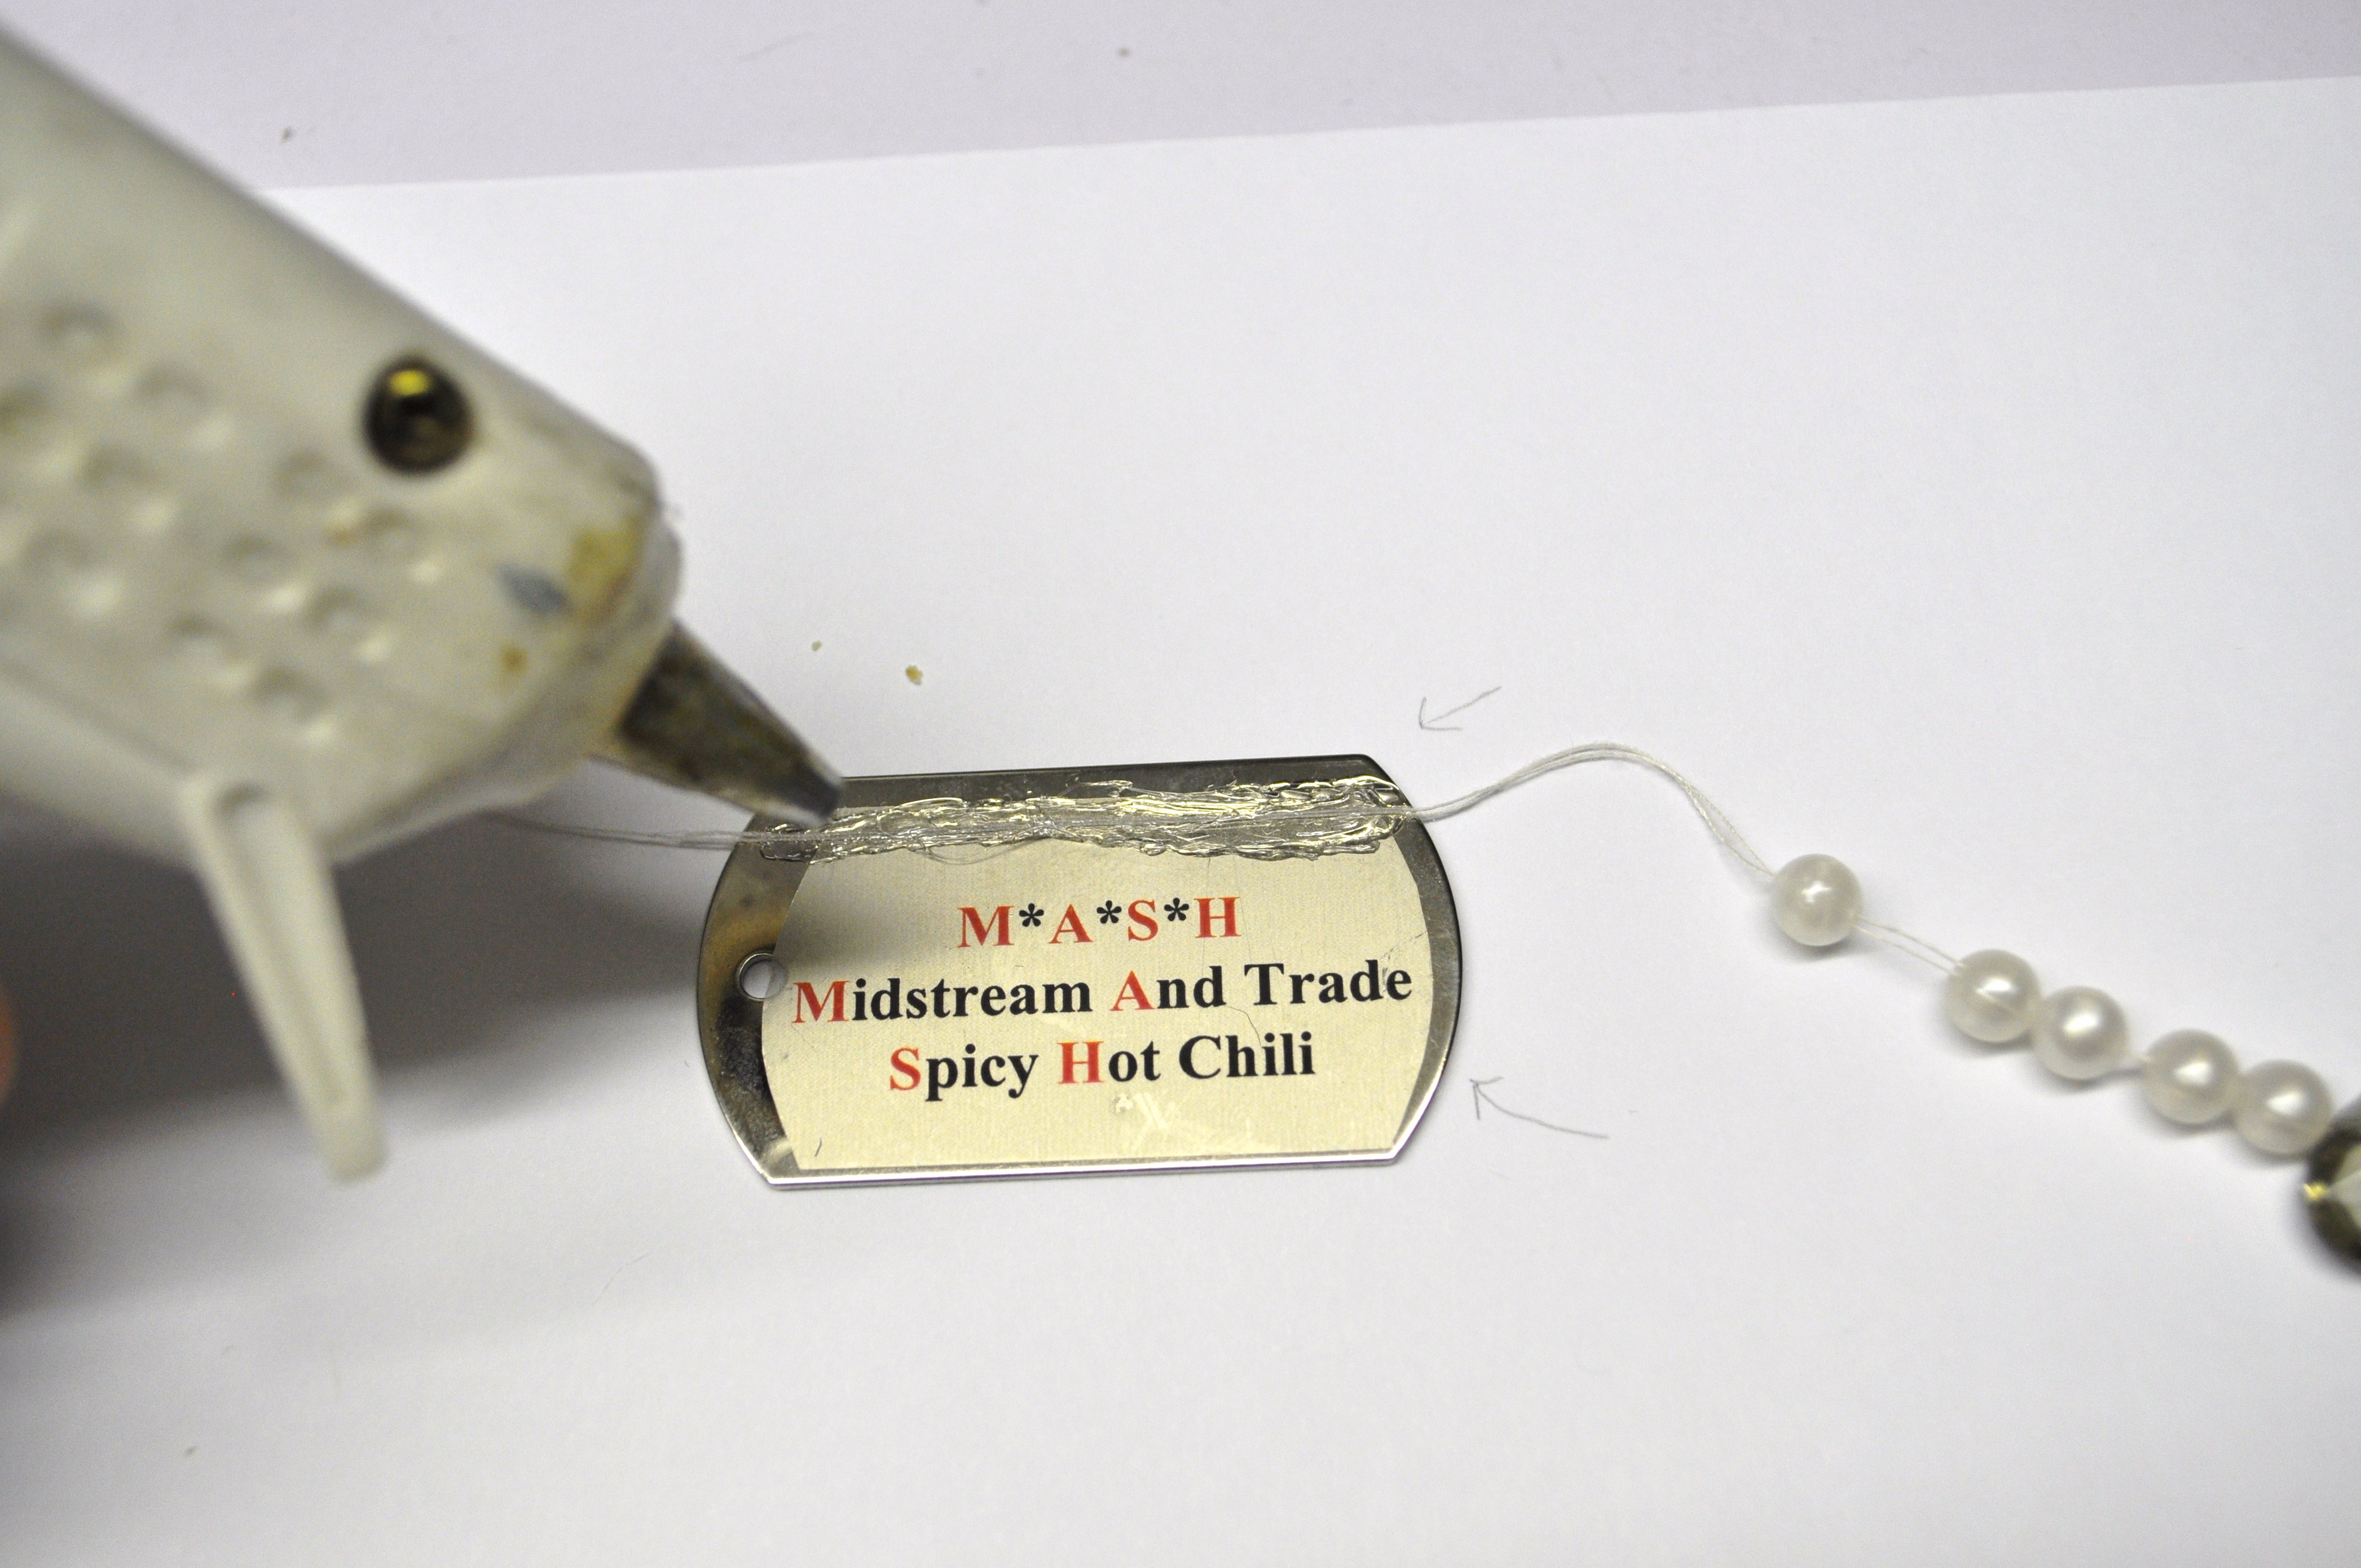 M*A*S*H
Midstream And Trade
Spicy Hot Chili